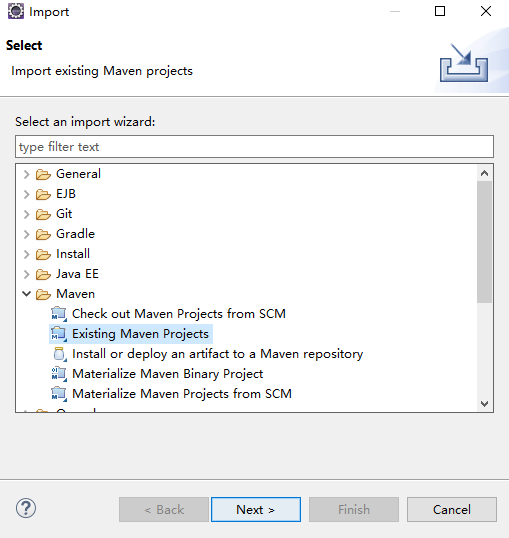 Import
Select
Import existing Maven projects
Select an import wizard:
type filter text
General
EJB
Git
Gradle
Install
Java EE
Maven
Check out Maven Projects from SCM
Existing Maven Projects
Install or deploy an artifact to a Maven repository
Materialize Maven Binary Project
Materialize Maven Projects from SCM
< Back
Next >
Finish
Cancel